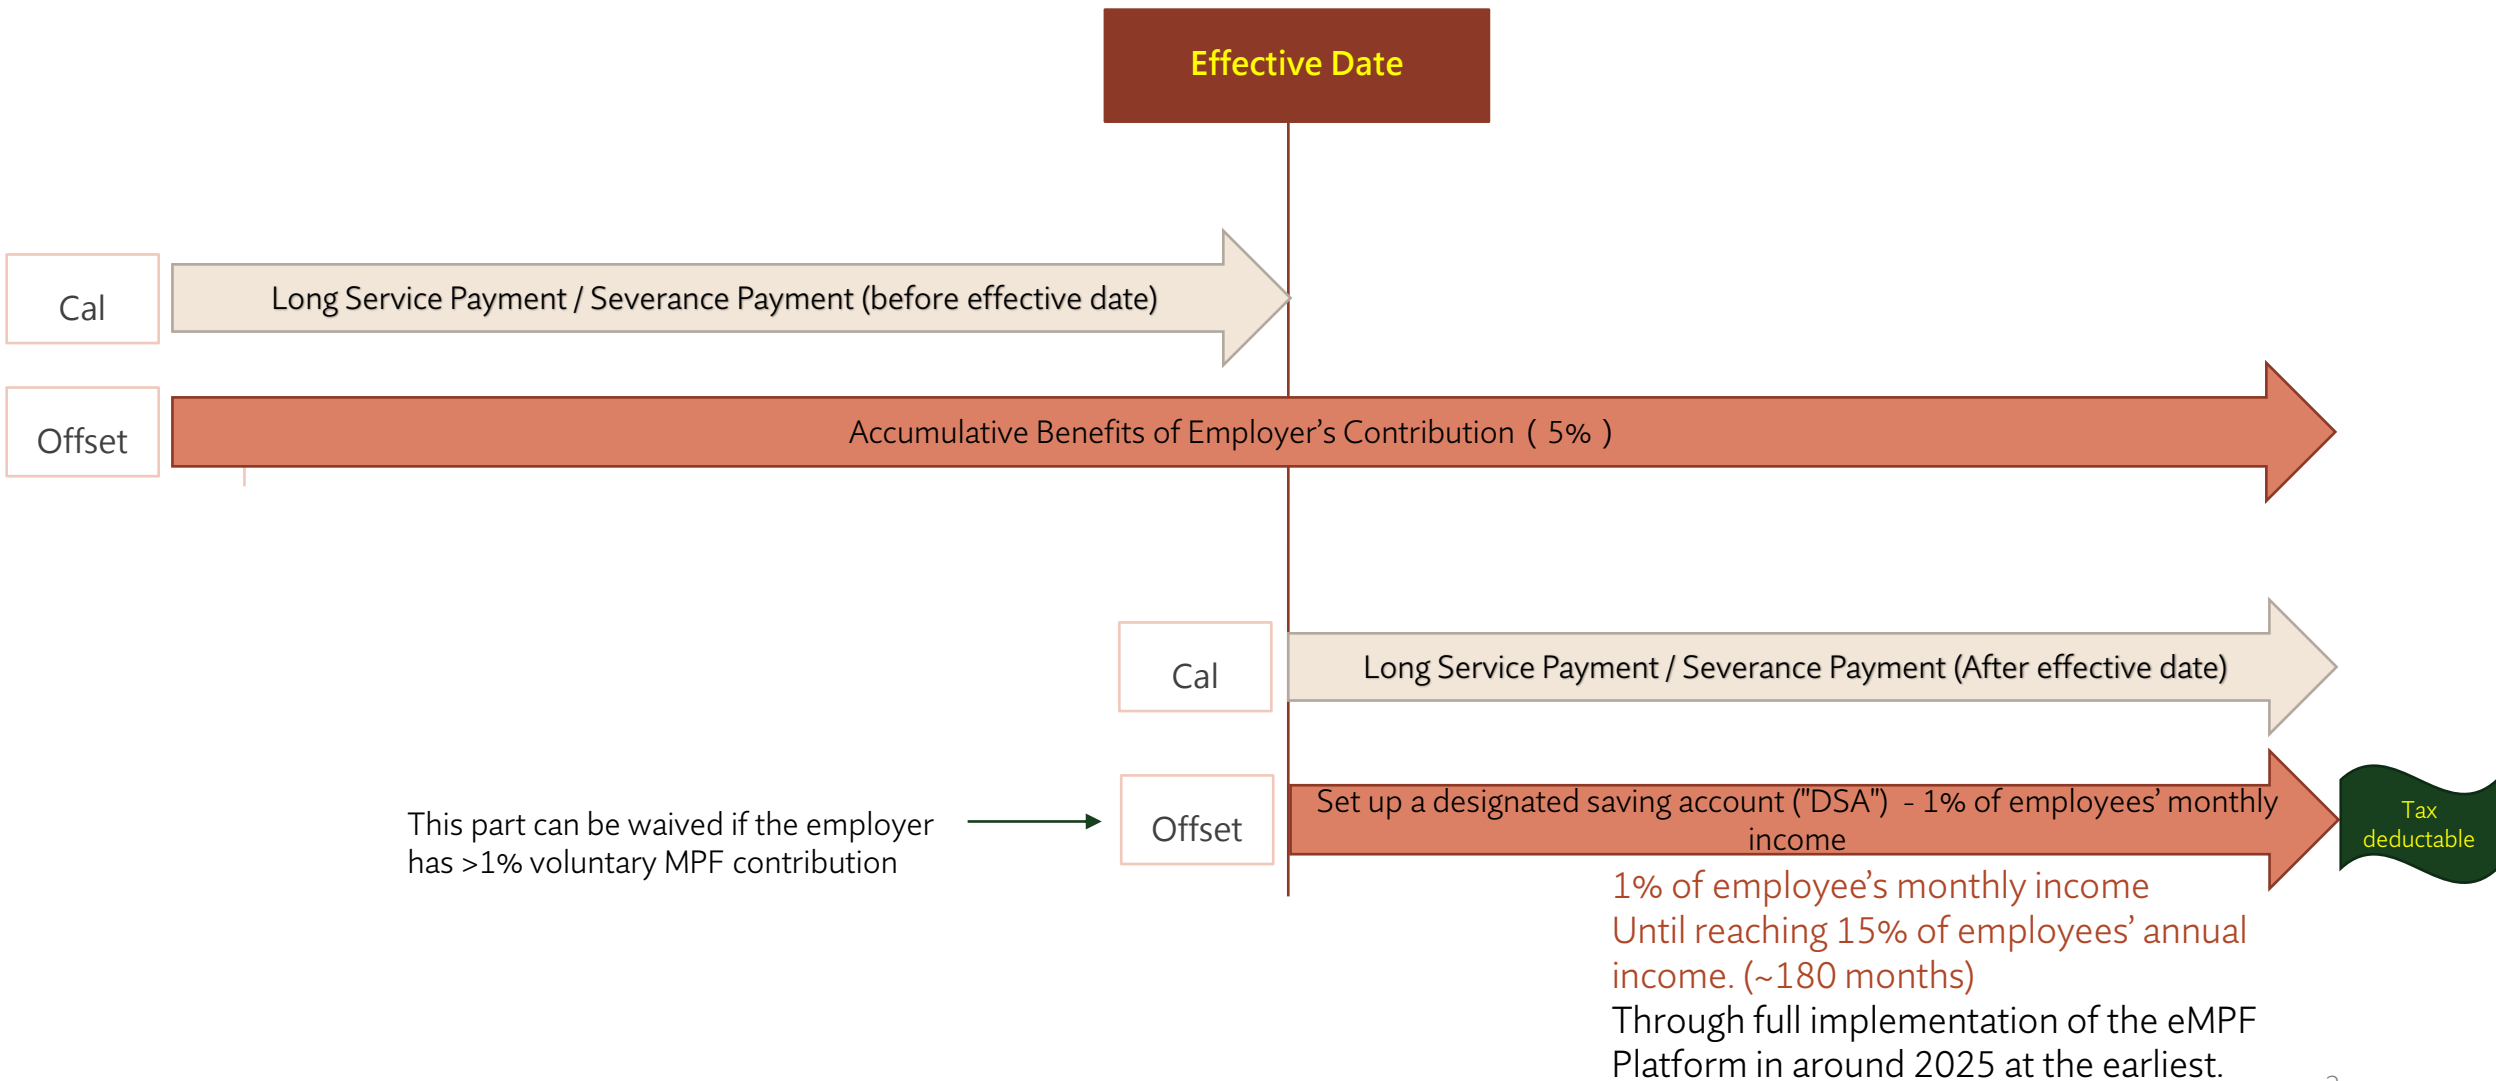 Effective Date
Cal
Long Service Payment / Severance Payment (before effective date)
Offset
Accumulative Benefits of Employer’s Contribution ( 5% )
Cal
Long Service Payment / Severance Payment (After effective date)
This part can be waived if the employer
has >1% voluntary MPF contribution
Offset
Set up a designated saving account ("DSA") - 1% of employees’ monthly
income
Tax
deductable
1% of employee’s monthly income
Until reaching 15% of employees’ annual
income. (~180 months)
Through full implementation of the eMPF
Platform in around 2025 at the earliest.